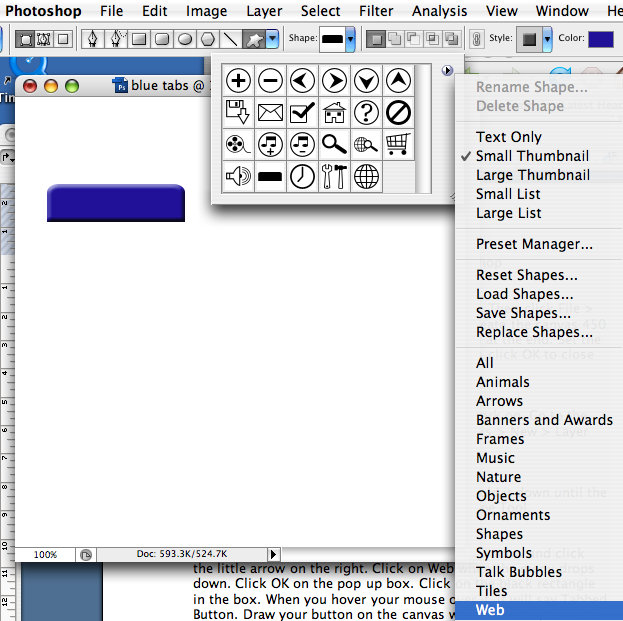 Photoshop File Edit Image Layer Select Filter Analysis View Window He
Shape: Style: Color:
blue tabs @
Rename Shape...
Delete Shape
Text Only
✓ Small Thumbnail
Large Thumbnail
Small List
Large List
Preset Manager...
Reset Shapes...
Load Shapes...
Save Shapes...
Replace Shapes...
All
Animals
Arrows
Banners and Awards
Frames
Music
Nature
Objects
Ornaments
Shapes
Symbols
Talk Bubbles
Tiles
Web
100% Doc: 593.3K/524.7K
the little arrow on the right. Click on Web
down. Click OK on the pop up box. Click
in the box. When you hover your mouse
Button. Draw your button on the canvas